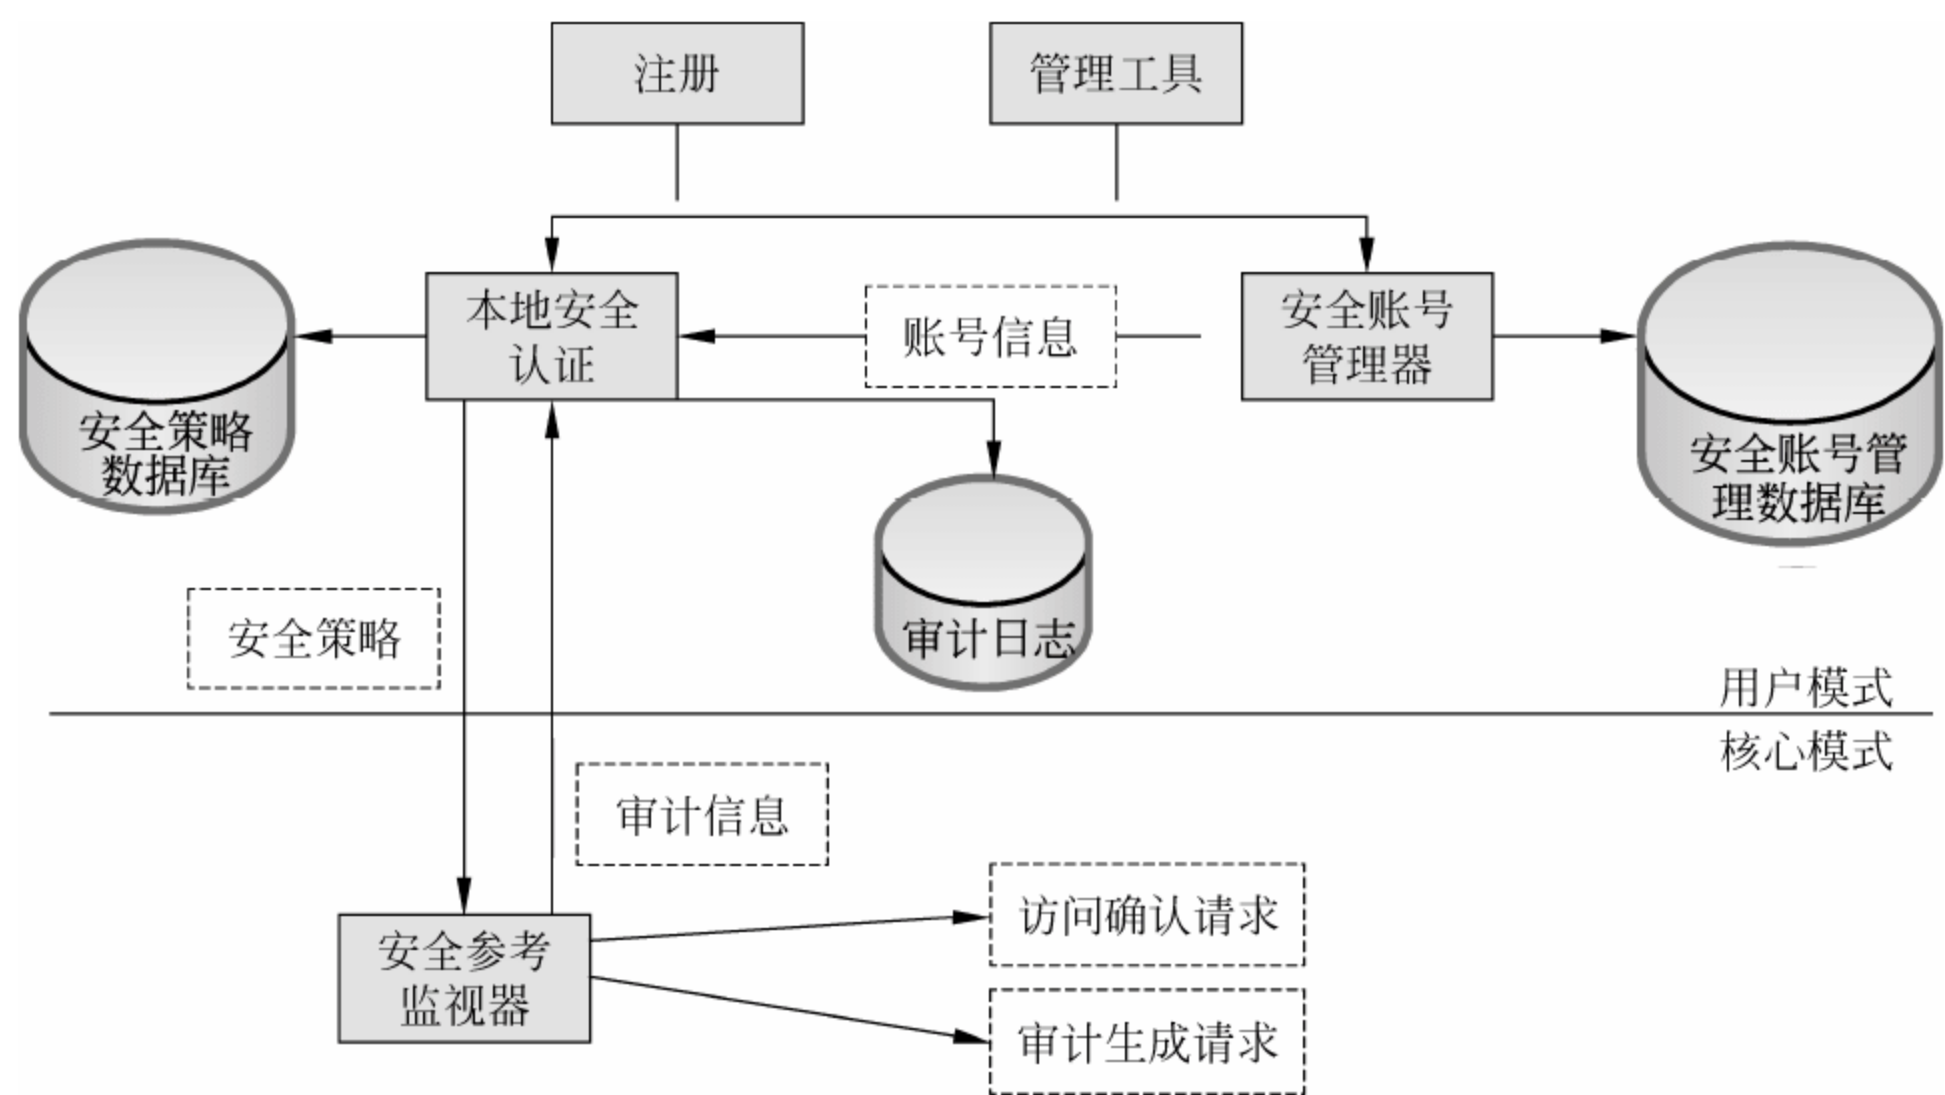 注册
管理工具
本地安全
认证
账号信息
安全账号
管理器
安全策略
数据库
安全账号管
理数据库
安全策略
审计日志
用户模式
核心模式
审计信息
安全参考
监视器
访问确认请求
审计生成请求